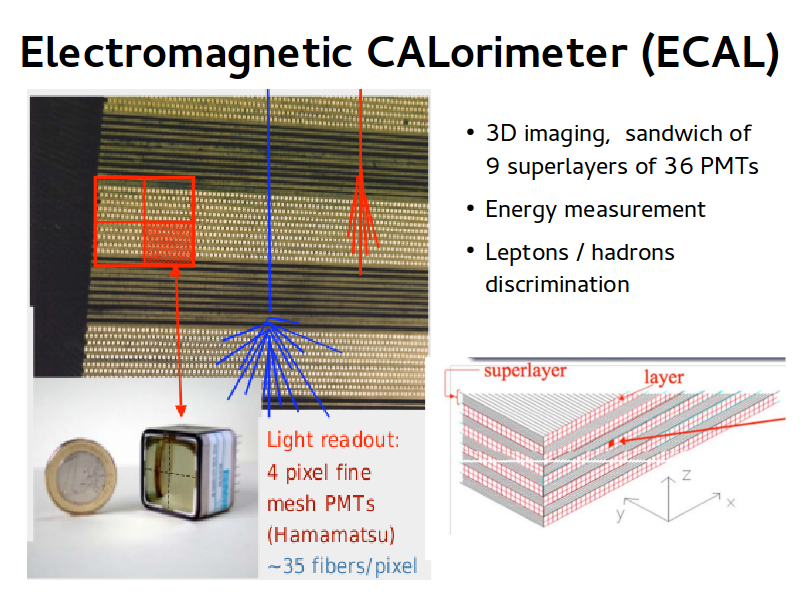 Electromagnetic CALorimeter (ECAL)
• 3D imaging, sandwich of
9 superlayers of 36 PMTs
• Energy measurement
• Leptons / hadrons
discrimination
superlayer
layer
z
x
y
Light readout:
4 pixel fine
mesh PMTs
(Hamamatsu)
~35 fibers/pixel